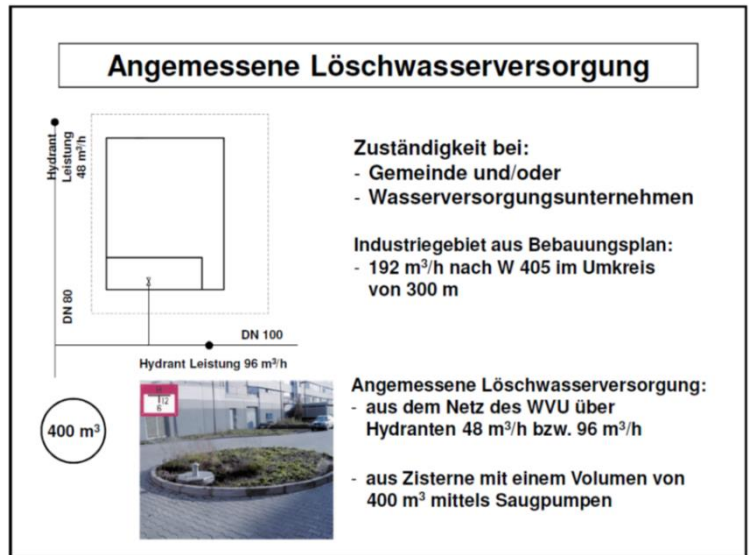 Angemessene Löschwasserversorgung
Hydrant
Leistung
48 m³/h
DN 80
DN 100
Hydrant Leistung 96 m³/h
400 m³
Zuständigkeit bei:
- Gemeinde und/oder
- Wasserversorgungsunternehmen
Industriegebiet aus Bebauungsplan:
- 192 m³/h nach W 405 im Umkreis
von 300 m
Angemessene Löschwasserversorgung:
- aus dem Netz des WVU über
Hydranten 48 m³/h bzw. 96 m³/h
- aus Zisterne mit einem Volumen von
400 m³ mittels Saugpumpen